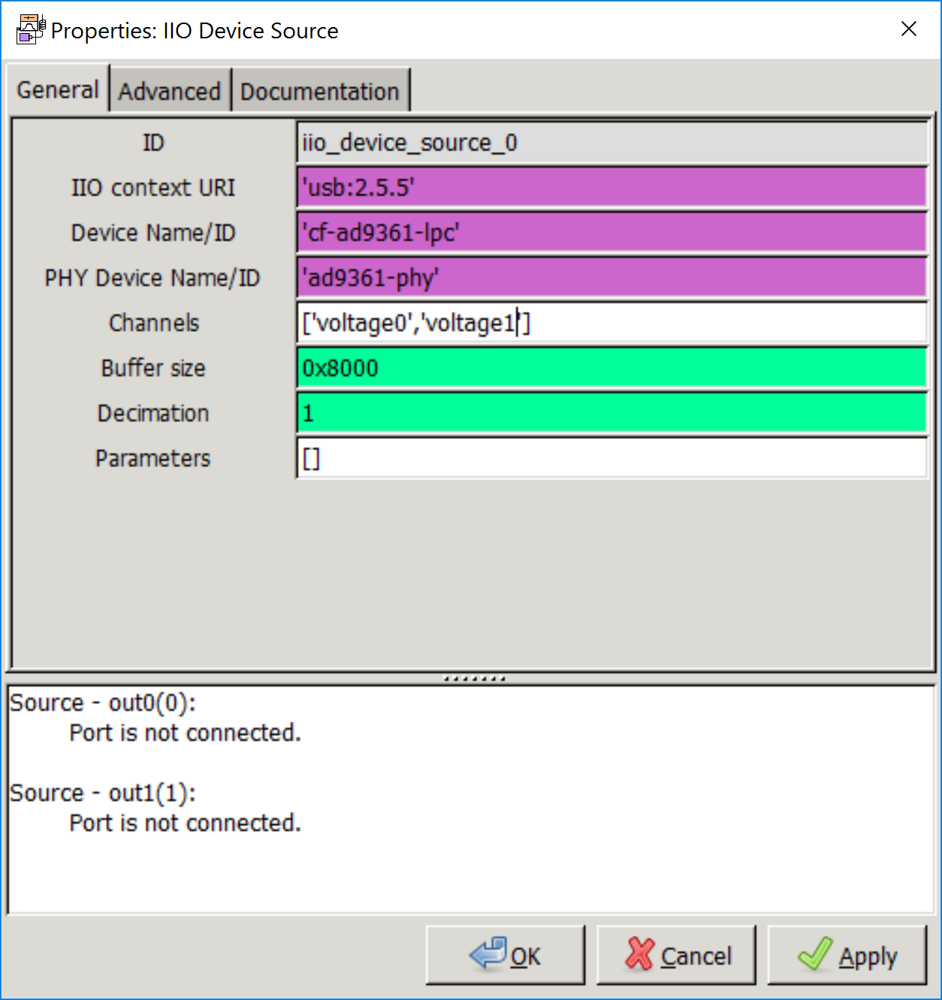 Properties: IIO Device Source
General Advanced Documentation
ID iio_device_source_0
IIO context URI 'usb:2.5.5'
Device Name/ID 'cf-ad9361-lpc'
PHY Device Name/ID 'ad9361-phy'
Channels ['voltage0','voltage1']
Buffer size 0x8000
Decimation 1
Parameters []
Source - out0(0):
Port is not connected.
Source - out1(1):
Port is not connected.
OK Cancel Apply